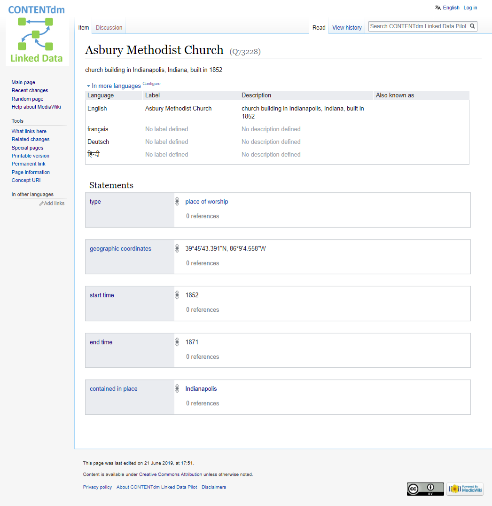 CONTENTdm
Linked Data
English Log in
Item Discussion
Read View history
Search CONTENTdm Linked Data Pilot
Asbury Methodist Church (Q73228)
church building in Indianapolis, Indiana, built in 1852
In more languages Configure
Language Label Description Also known as
English Asbury Methodist Church church building in Indianapolis, Indiana, built in
1852
français No label defined No description defined
Deutsch No label defined No description defined
हिन्दी No label defined No description defined
Main page
Recent changes
Random page
Help about MediaWiki
Tools
What links here
Related changes
Special pages
Printable version
Permanent link
Page information
Concept URI
In other languages
Add links
Statements
type place of worship
0 references
geographic coordinates 39°45'43.391"N, 86°9'4.558"W
0 references
start time 1852
0 references
end time 1871
0 references
contained in place Indianapolis
0 references
This page was last edited on 21 June 2019, at 17:51.
Content is available under Creative Commons Attribution unless otherwise noted.
Privacy policy About CONTENTdm Linked Data Pilot Disclaimers
Powered By
MediaWiki